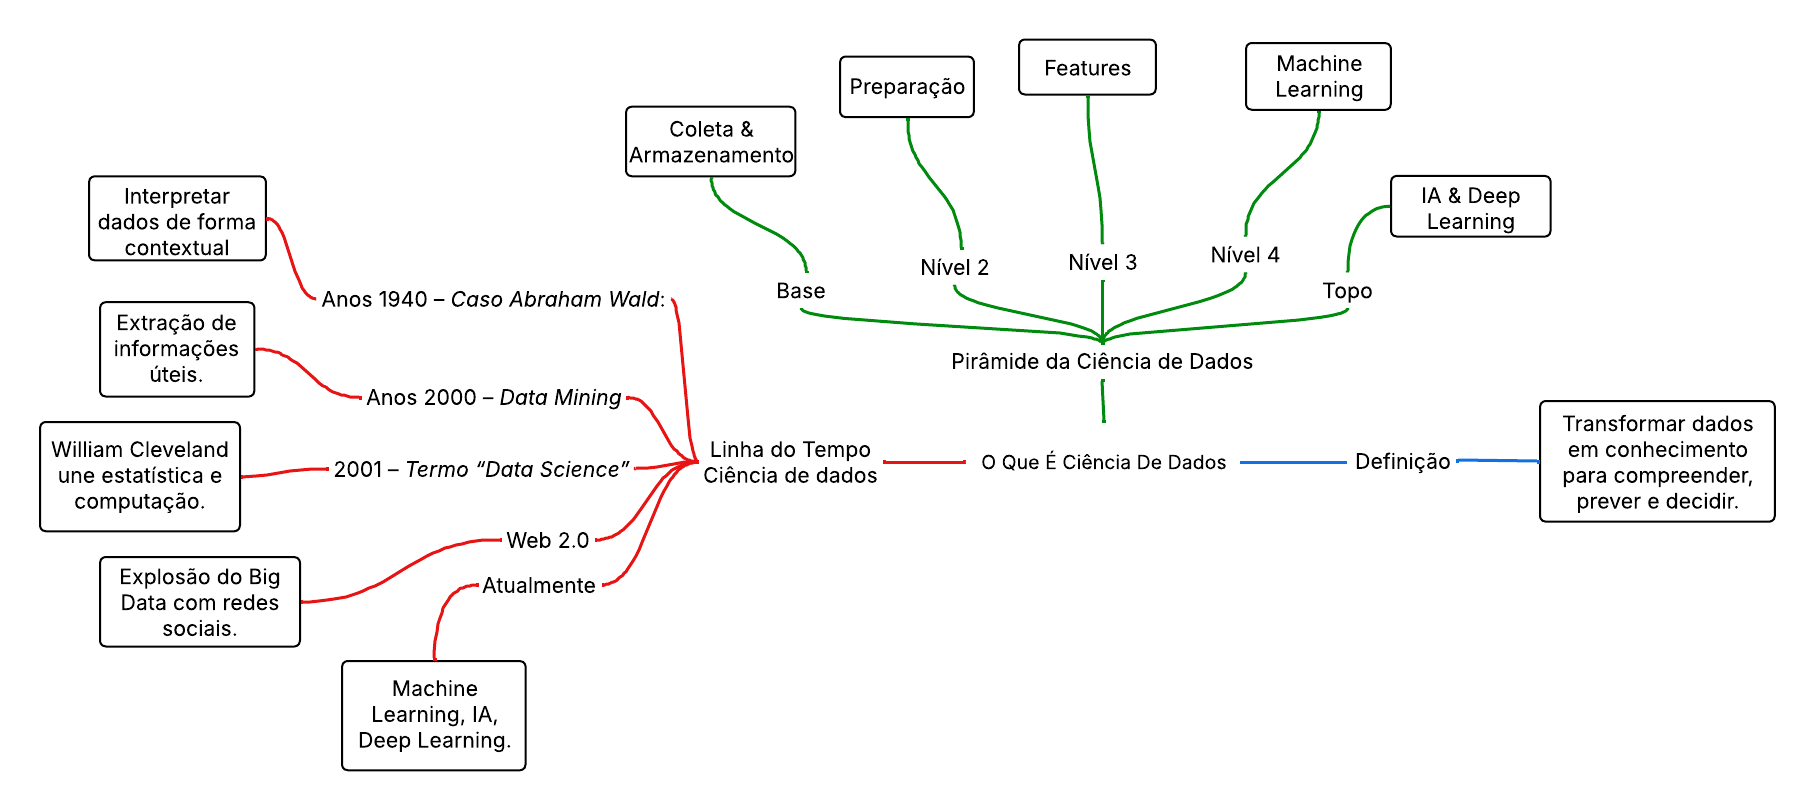 Features
Machine
Learning
Preparação
Coleta &
Armazenamento
Interpretar
dados de forma
contextual
IA & Deep
Learning
Nível 4
Nível 3
Nível 2
Base
Topo
Anos 1940 – Caso Abraham Wald:
Extração de
informações
úteis.
Pirâmide da Ciência de Dados
Anos 2000 – Data Mining
William Cleveland
une estatística e
computação.
2001 – Termo “Data Science”
Linha do Tempo
Ciência de dados
O Que É Ciência De Dados
Definição
Transformar dados
em conhecimento
para compreender,
prever e decidir.
Web 2.0
Explosão do Big
Data com redes
sociais.
Atualmente
Machine
Learning, IA,
Deep Learning.